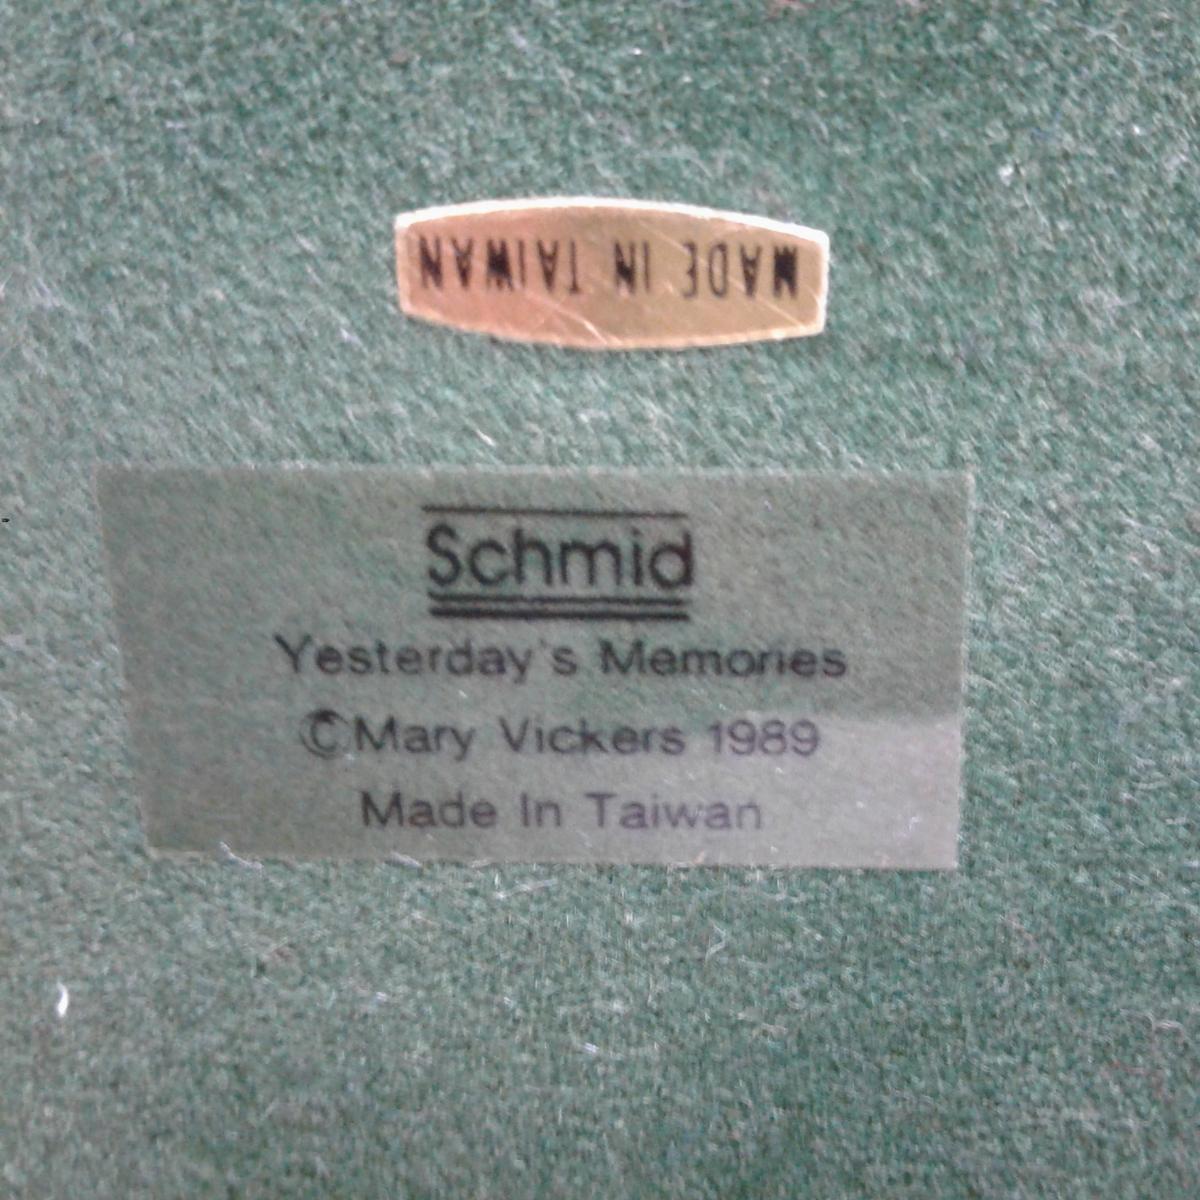 MADE IN TAIWAN
Schmid
Yesterday's Memories
©Mary Vickers 1989
Made In Taiwan